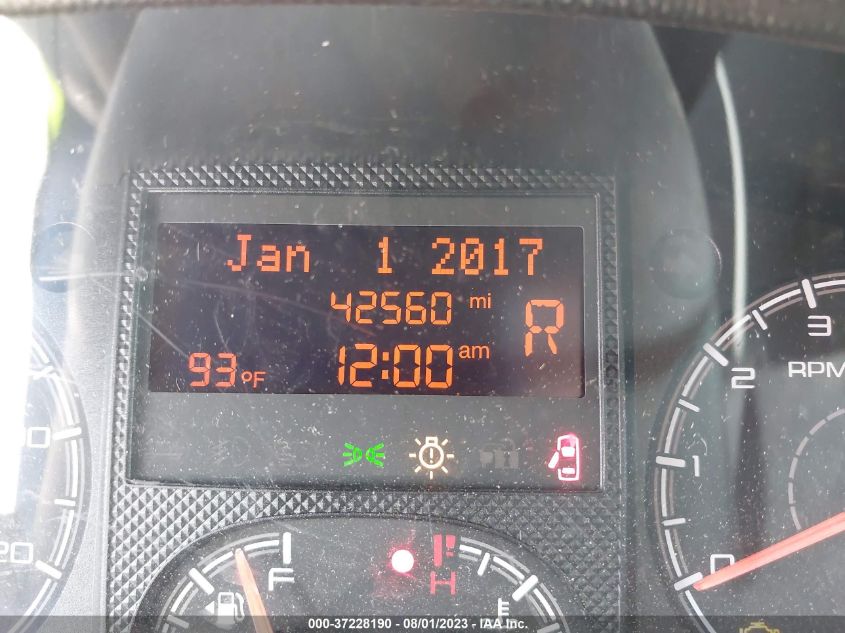 Jan 1 2017
42560 mi
R
93°F 12:00 am
3
2
RPM
1
0
20
F
H
E
000-37228190 - 08/01/2023 - IAA Inc.